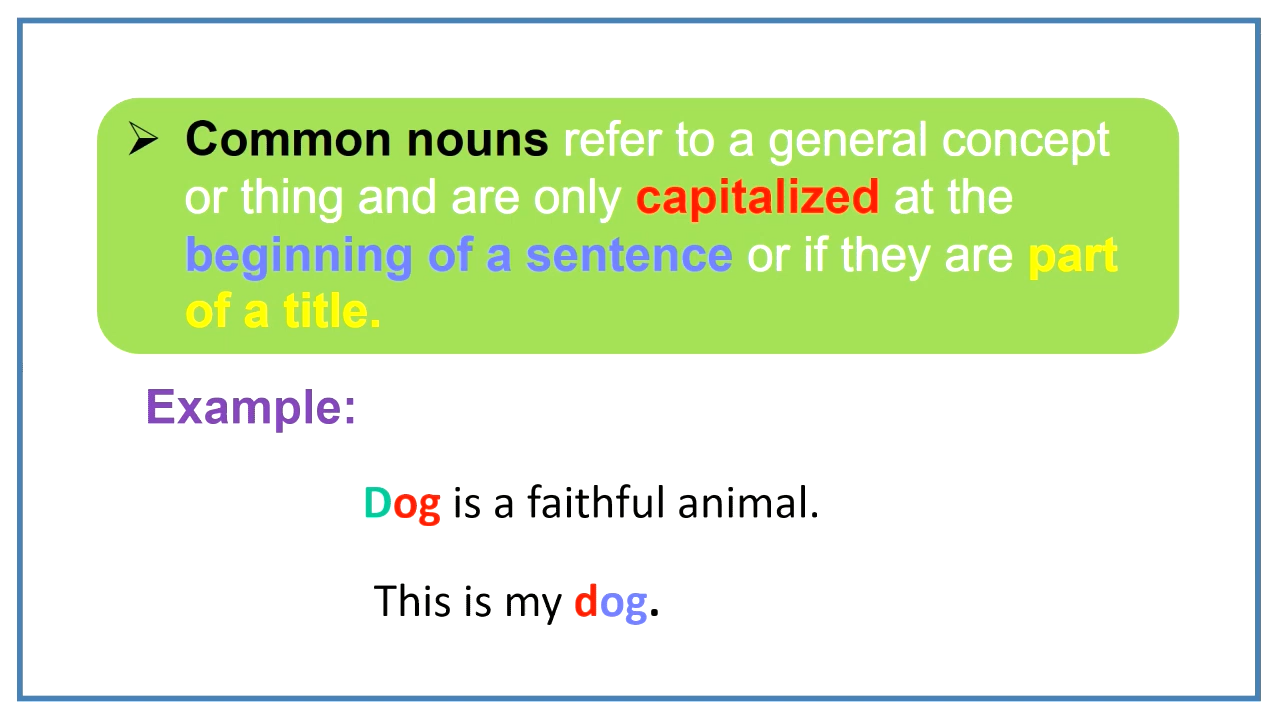 ➢ Common nouns refer to a general concept
or thing and are only capitalized at the
beginning of a sentence or if they are part
of a title.
Example:
Dog is a faithful animal.
This is my dog.